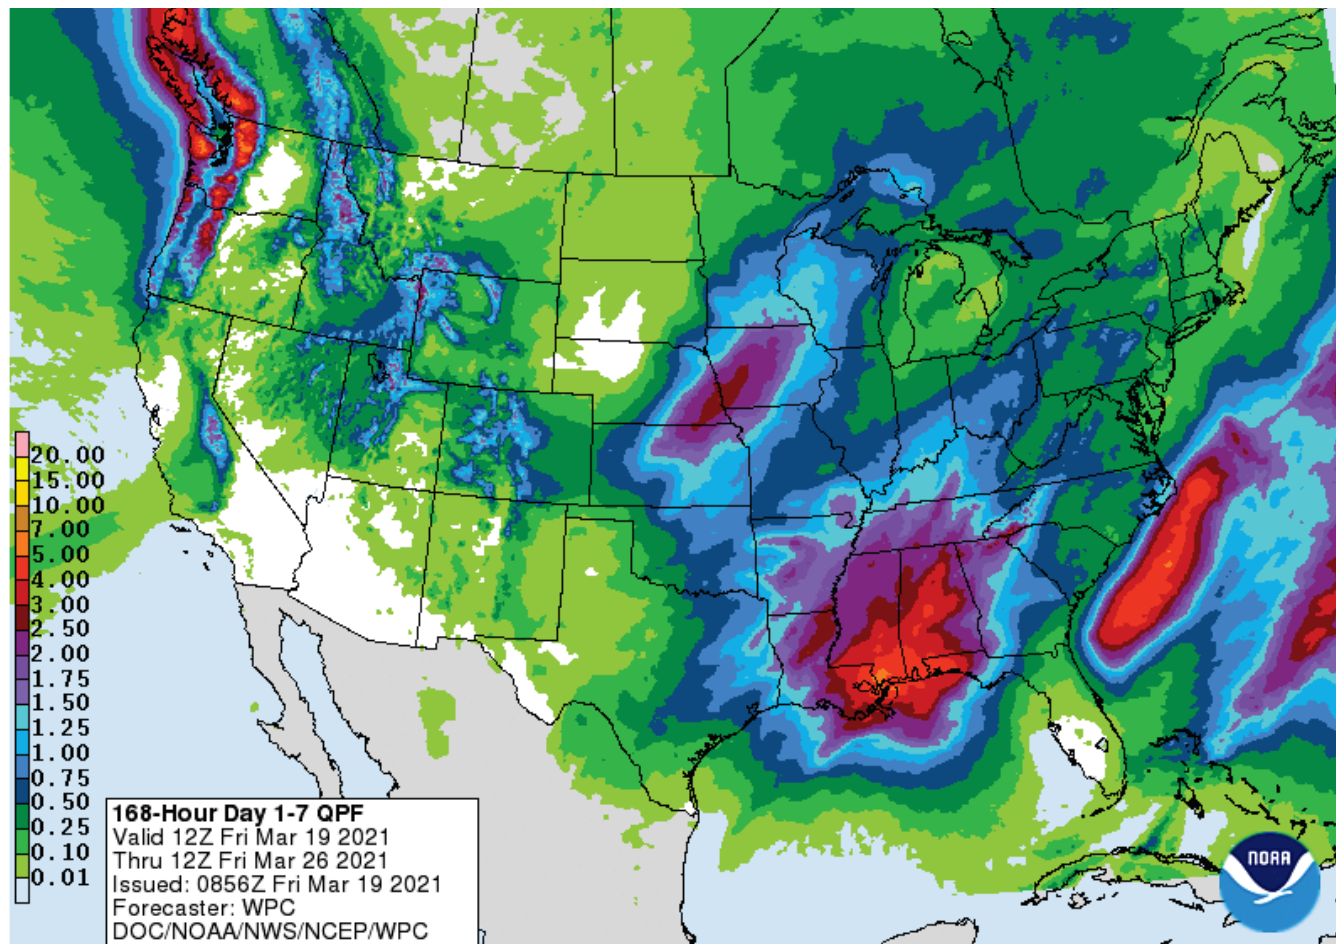 20.00
15.00
10.00
7.00
5.00
4.00
3.00
2.50
2.00
1.75
1.50
1.25
1.00
0.75
0.50
0.25
0.10
0.01
168-Hour Day 1-7 QPF
Valid 12Z Fri Mar 19 2021
Thru 12Z Fri Mar 26 2021
Issued: 0856Z Fri Mar 19 2021
Forecaster: WPC
DOC/NOAA/NWS/NCEP/WPC
NOAA